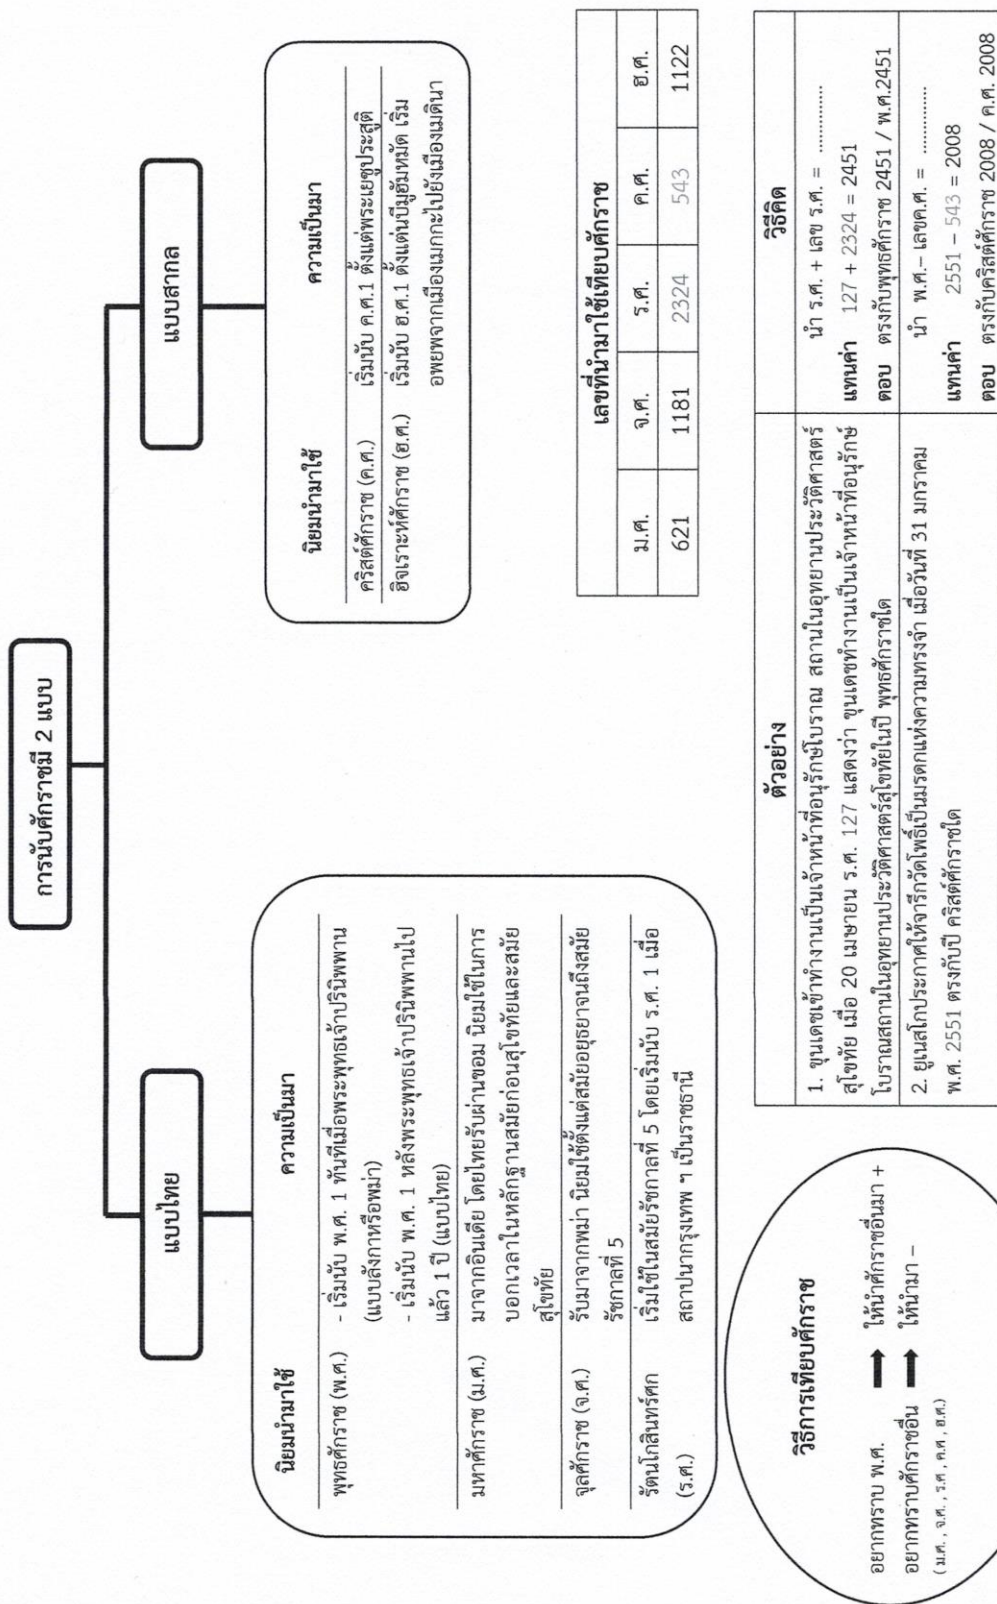 การนับศักราชมี 2 แบบ
แบบไทย
นิยมนำมาใช้ ความเป็นมา
พุทธศักราช (พ.ศ.) - เริ่มนับ พ.ศ. 1 ทันทีเมื่อพระพุทธเจ้าปรินิพพาน
(แบบลังกาหรือพม่า)
- เริ่มนับ พ.ศ. 1 หลังพระพุทธเจ้าปรินิพพานไป
แล้ว 1 ปี (แบบไทย)
มหาศักราช (ม.ศ.) มาจากอินเดีย โดยไทยรับผ่านขอม นิยมใช้ในการ
บอกเวลาในหลักฐานสมัยก่อนสุโขทัยและสมัย
สุโขทัย
จุลศักราช (จ.ศ.) รับมาจากพม่า นิยมใช้ตั้งแต่สมัยอยุธยาจนถึงสมัย
รัชกาลที่ 5
รัตนโกสินทร์ศก เริ่มใช้ในสมัยรัชกาลที่ 5 โดยเริ่มนับ ร.ศ. 1 เมื่อ
(ร.ศ.) สถาปนากรุงเทพ ฯ เป็นราชธานี
แบบสากล
นิยมนำมาใช้ ความเป็นมา
คริสต์ศักราช (ค.ศ.) เริ่มนับ ค.ศ.1 ตั้งแต่พระเยซูประสูติ
ฮิจเราะห์ศักราช (ฮ.ศ.) เริ่มนับ ฮ.ศ.1 ตั้งแต่นบีมูฮัมหมัด เริ่ม
อพยพจากเมืองเมกกะไปยังเมืองเมดินา
เลขที่นำมาใช้เทียบศักราช
ม.ศ. จ.ศ. ร.ศ. ค.ศ. ฮ.ศ.
621 1181 2324 543 1122
วิธีการเทียบศักราช
อยากทราบ พ.ศ. ➡ ให้นำศักราชอื่นมา +
อยากทราบศักราชอื่น ➡ ให้นำมา –
( ม.ศ. , จ.ศ. , ร.ศ , ค.ศ , ฮ.ศ.)
ตัวอย่าง วิธีคิด
1. ขุนเดชเข้าทำงานเป็นเจ้าหน้าที่อนุรักษ์โบราณ สถานในอุทยานประวัติศาสตร์
สุโขทัย เมื่อ 20 เมษายน ร.ศ. 127 แสดงว่า ขุนเดชทำงานเป็นเจ้าหน้าที่อนุรักษ์
โบราณสถานในอุทยานประวัติศาสตร์สุโขทัยในปี พุทธศักราชใด
นำ ร.ศ. + เลข ร.ศ. = ...............
แทนค่า 127 + 2324 = 2451
ตอบ ตรงกับพุทธศักราช 2451 / พ.ศ.2451
2. ยูเนสโกประกาศให้จารึกวัดโพธิ์เป็นมรดกแห่งความทรงจำ เมื่อวันที่ 31 มกราคม
พ.ศ. 2551 ตรงกับปี คริสต์ศักราชใด
นำ พ.ศ.– เลขค.ศ. = ...............
แทนค่า 2551 – 543 = 2008
ตอบ ตรงกับคริสต์ศักราช 2008 / ค.ศ. 2008